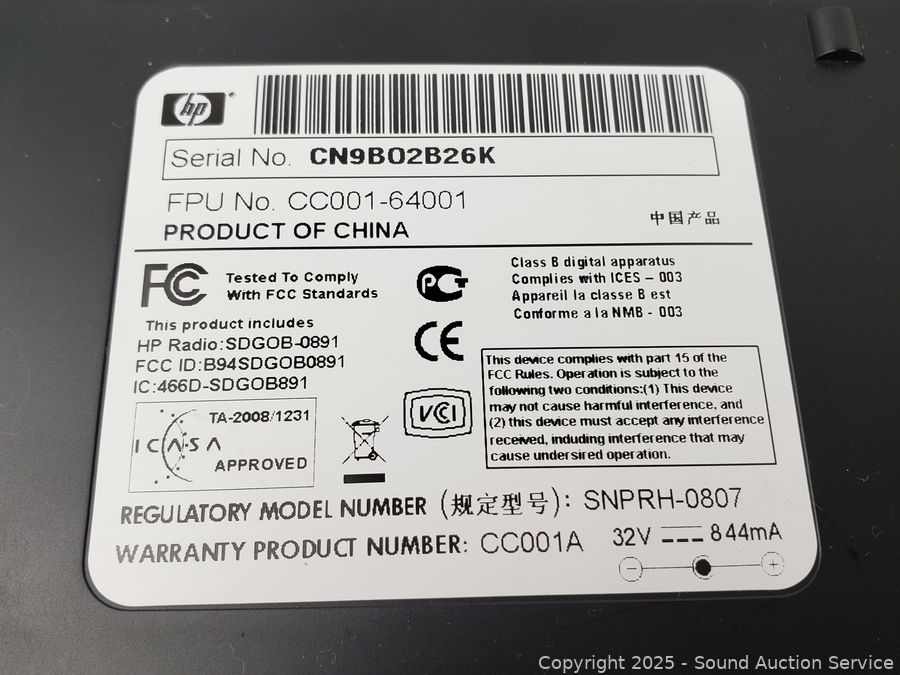 hp
Serial No. CN9B02B26K
FPU No. CC001-64001
PRODUCT OF CHINA
中国产品
FC Tested To Comply
With FCC Standards
This product includes
HP Radio:SDGOB-0891
FCC ID:B94SDGOB0891
IC:466D-SDGOB891
Class B digital apparatus
Complies with ICES – 003
Appareil la classe B est
Conforme a la NMB - 003
PCT
CE
This device complies with part 15 of the
FCC Rules. Operation is subject to the
following two conditions:(1) This device
may not cause harmful interference, and
(2) this device must accept any interference
received, induding interference that may
cause undersired operation.
TA-2008/1231
ICASA
APPROVED
VCCI
REGULATORY MODEL NUMBER (规定型号): SNPRH-0807
WARRANTY PRODUCT NUMBER: CC001A
32V 844mA
- +
Copyright 2025 - Sound Auction Service